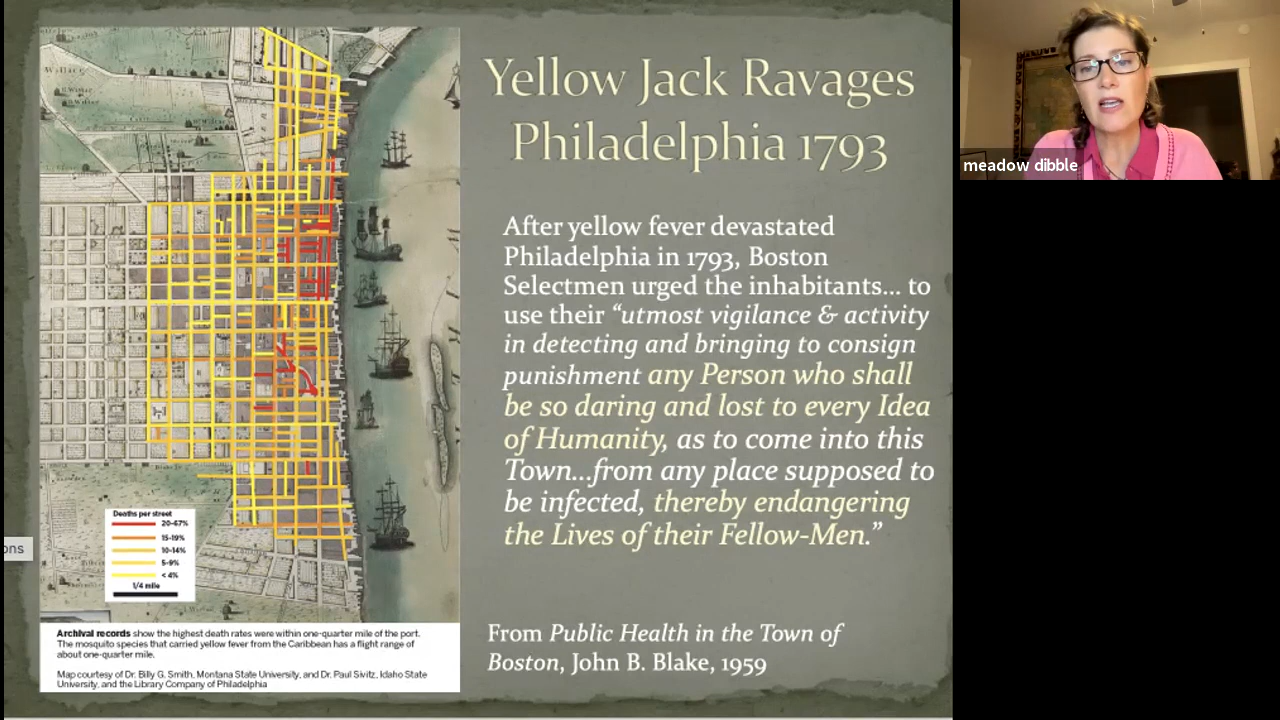 Yellow Jack Ravages
Philadelphia 1793
After yellow fever devastated
Philadelphia in 1793, Boston
Selectmen urged the inhabitants... to
use their “utmost vigilance & activity
in detecting and bringing to consign
punishment any Person who shall
be so daring and lost to every Idea
of Humanity, as to come into this
Town...from any place supposed to
be infected, thereby endangering
the Lives of their Fellow-Men.”
From Public Health in the Town of
Boston, John B. Blake, 1959
Deaths per street
20-67%
15-19%
10-14%
5-9%
< 4%
1/4 mile
Archival records show the highest death rates were within one-quarter mile of the port.
The mosquito species that carried yellow fever from the Caribbean has a flight range of
about one-quarter mile.
Map courtesy of Dr. Billy G. Smith, Montana State University, and Dr. Paul Sivitz, Idaho State
University, and the Library Company of Philadelphia
ons
meadow dibble